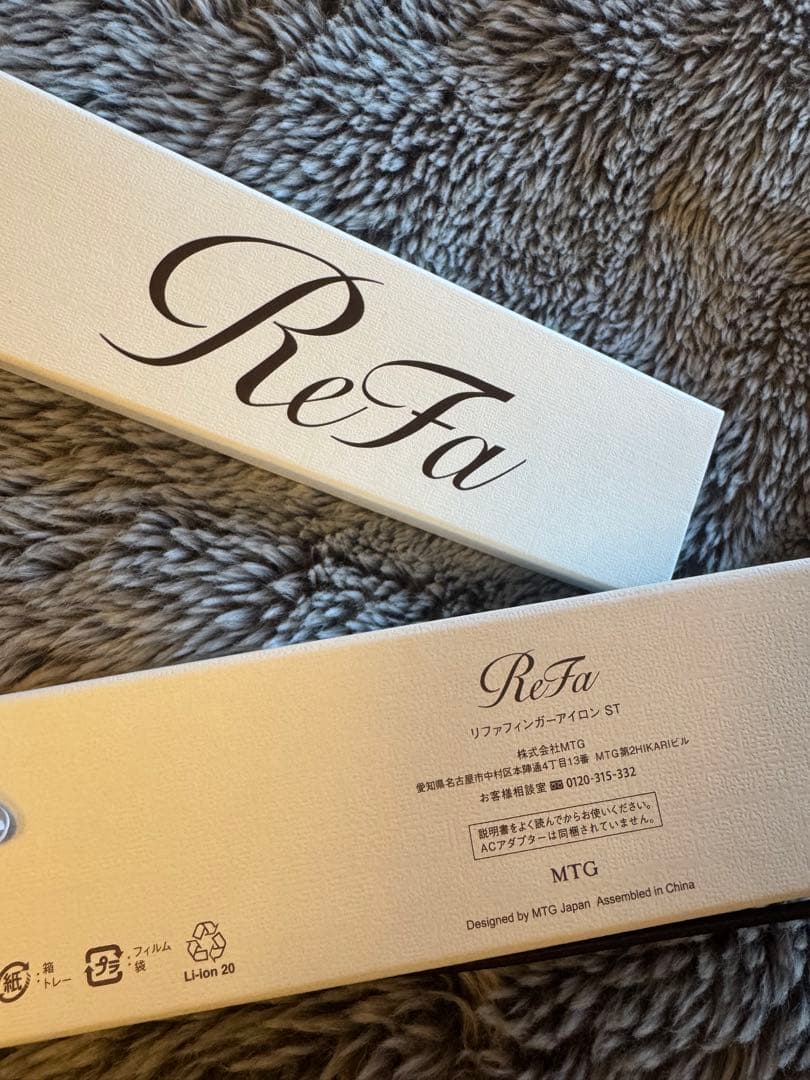 ReFa
ReFa
リファフィンガーアイロン ST
株式会社MTG
愛知県名古屋市中村区本陣通4丁目13番 MTG第2HIKARIビル
お客様相談室 0120-315-332
説明書をよく読んでからお使いください。
ACアダプターは同梱されていません。
MTG
Designed by MTG Japan Assembled in China
紙:箱
トレー
プラ:フィルム
袋
Li-ion 20